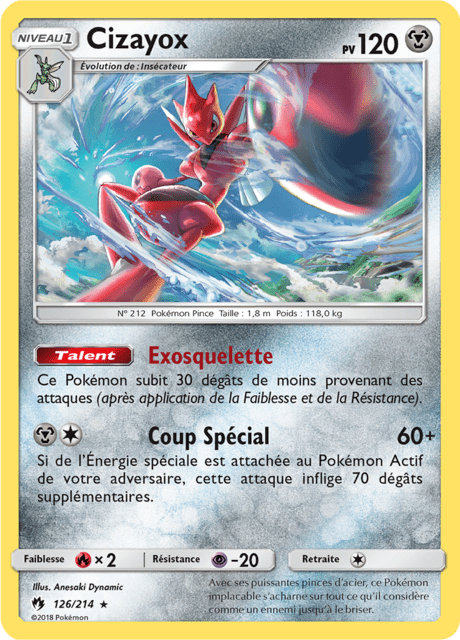 NIVEAU 1
Cizayox
PV 120
Évolution de : Insécateur
N° 212 Pokémon Pince Taille : 1,8 m Poids : 118,0 kg
Talent Exosquelette
Ce Pokémon subit 30 dégâts de moins provenant des
attaques (après application de la Faiblesse et de la Résistance).
Coup Spécial 60+
Si de l'Énergie spéciale est attachée au Pokémon Actif
de votre adversaire, cette attaque inflige 70 dégâts
supplémentaires.
Faiblesse × 2 Résistance -20 Retraite
Illus. Anesaki Dynamic
126/214
©2018 Pokémon
Avec ses puissantes pinces d'acier, ce Pokémon
implacable s'acharne sur tout ce qu'il considère
comme un ennemi jusqu'à le briser.